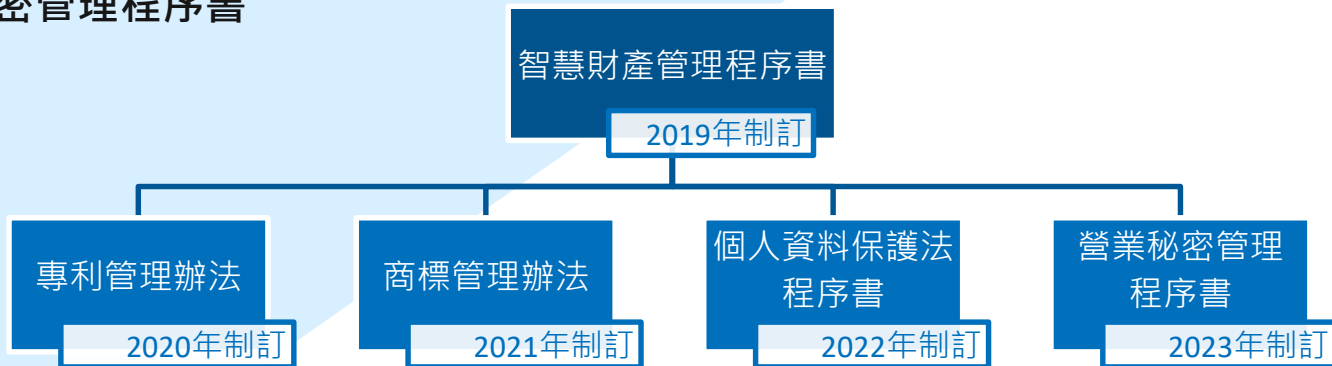 密管理程序書
智慧財產管理程序書
2019年制訂
專利管理辦法
2020年制訂
商標管理辦法
2021年制訂
個人資料保護法
程序書
2022年制訂
營業秘密管理
程序書
2023年制訂